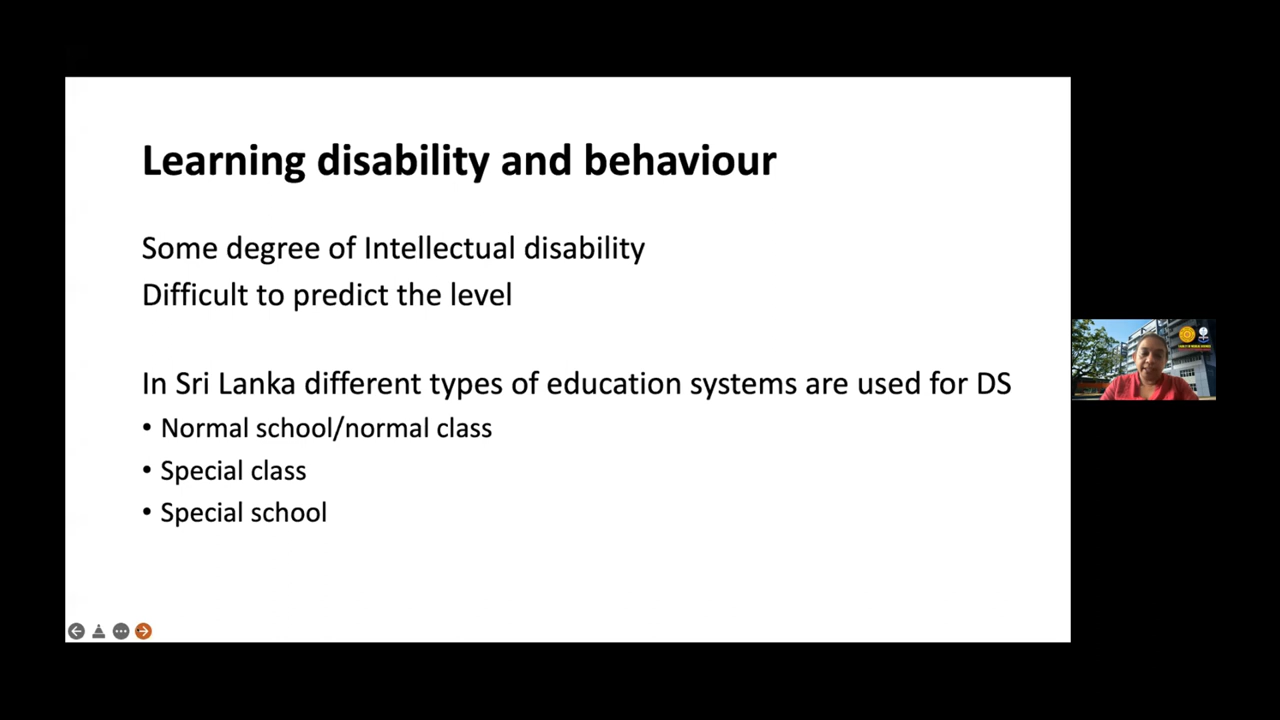 Learning disability and behaviour
Some degree of Intellectual disability
Difficult to predict the level
In Sri Lanka different types of education systems are used for DS
• Normal school/normal class
• Special class
• Special school